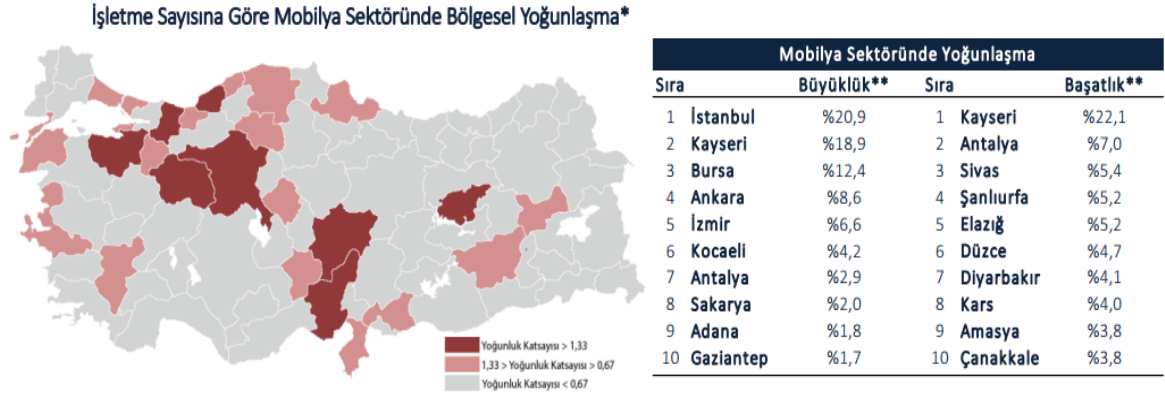 İşletme Sayısına Göre Mobilya Sektöründe Bölgesel Yoğunlaşma*
Yoğunluk Katsayısı > 1,33
1,33 > Yoğunluk Katsayısı > 0,67
Yoğunluk Katsayısı < 0,67
Mobilya Sektöründe Yoğunlaşma
Sıra Büyüklük** Sıra Başatlık**
1 İstanbul %20,9 1 Kayseri %22,1
2 Kayseri %18,9 2 Antalya %7,0
3 Bursa %12,4 3 Sivas %5,4
4 Ankara %8,6 4 Şanlıurfa %5,2
5 İzmir %6,6 5 Elazığ %5,2
6 Kocaeli %4,2 6 Düzce %4,7
7 Antalya %2,9 7 Diyarbakır %4,1
8 Sakarya %2,0 8 Kars %4,0
9 Adana %1,8 9 Amasya %3,8
10 Gaziantep %1,7 10 Çanakkale %3,8